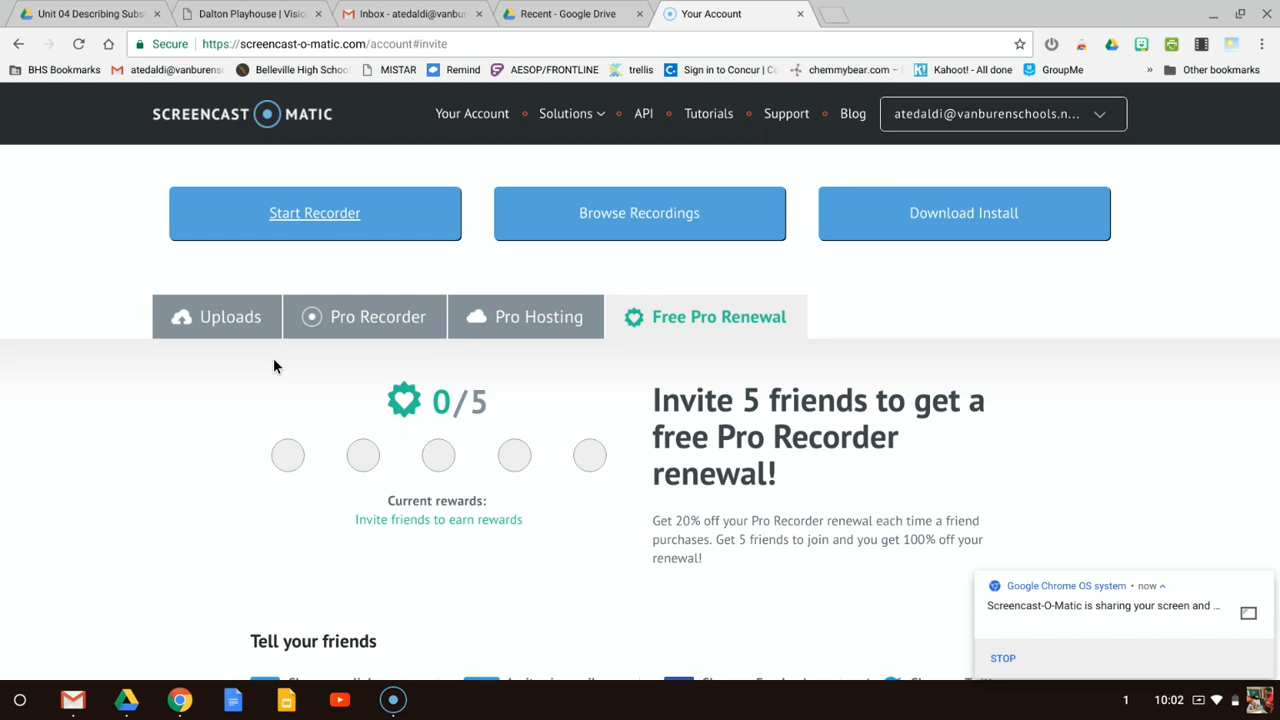 Unit 04 Describing Subst
Dalton Playhouse | Vision
Inbox - atedaldi@vanbure
Recent - Google Drive
Your Account
Secure
https://screencast-o-matic.com/account#invite
BHS Bookmarks
atedaldi@vanburens
Belleville High Schoo
MISTAR
Remind
AESOP/FRONTLINE
trellis
Sign in to Concur | Co
chemmybear.com –
Kahoot! - All done
GroupMe
»
Other bookmarks
SCREENCAST MATIC
Your Account
Solutions
API
Tutorials
Support
Blog
atedaldi@vanburenschools.n...
Start Recorder
Browse Recordings
Download Install
Uploads
Pro Recorder
Pro Hosting
Free Pro Renewal
0/5
Current rewards:
Invite friends to earn rewards
Invite 5 friends to get a
free Pro Recorder
renewal!
Get 20% off your Pro Recorder renewal each time a friend
purchases. Get 5 friends to join and you get 100% off your
renewal!
Tell your friends
Google Chrome OS system • now
Screencast-O-Matic is sharing your screen and ...
STOP
1
10:02